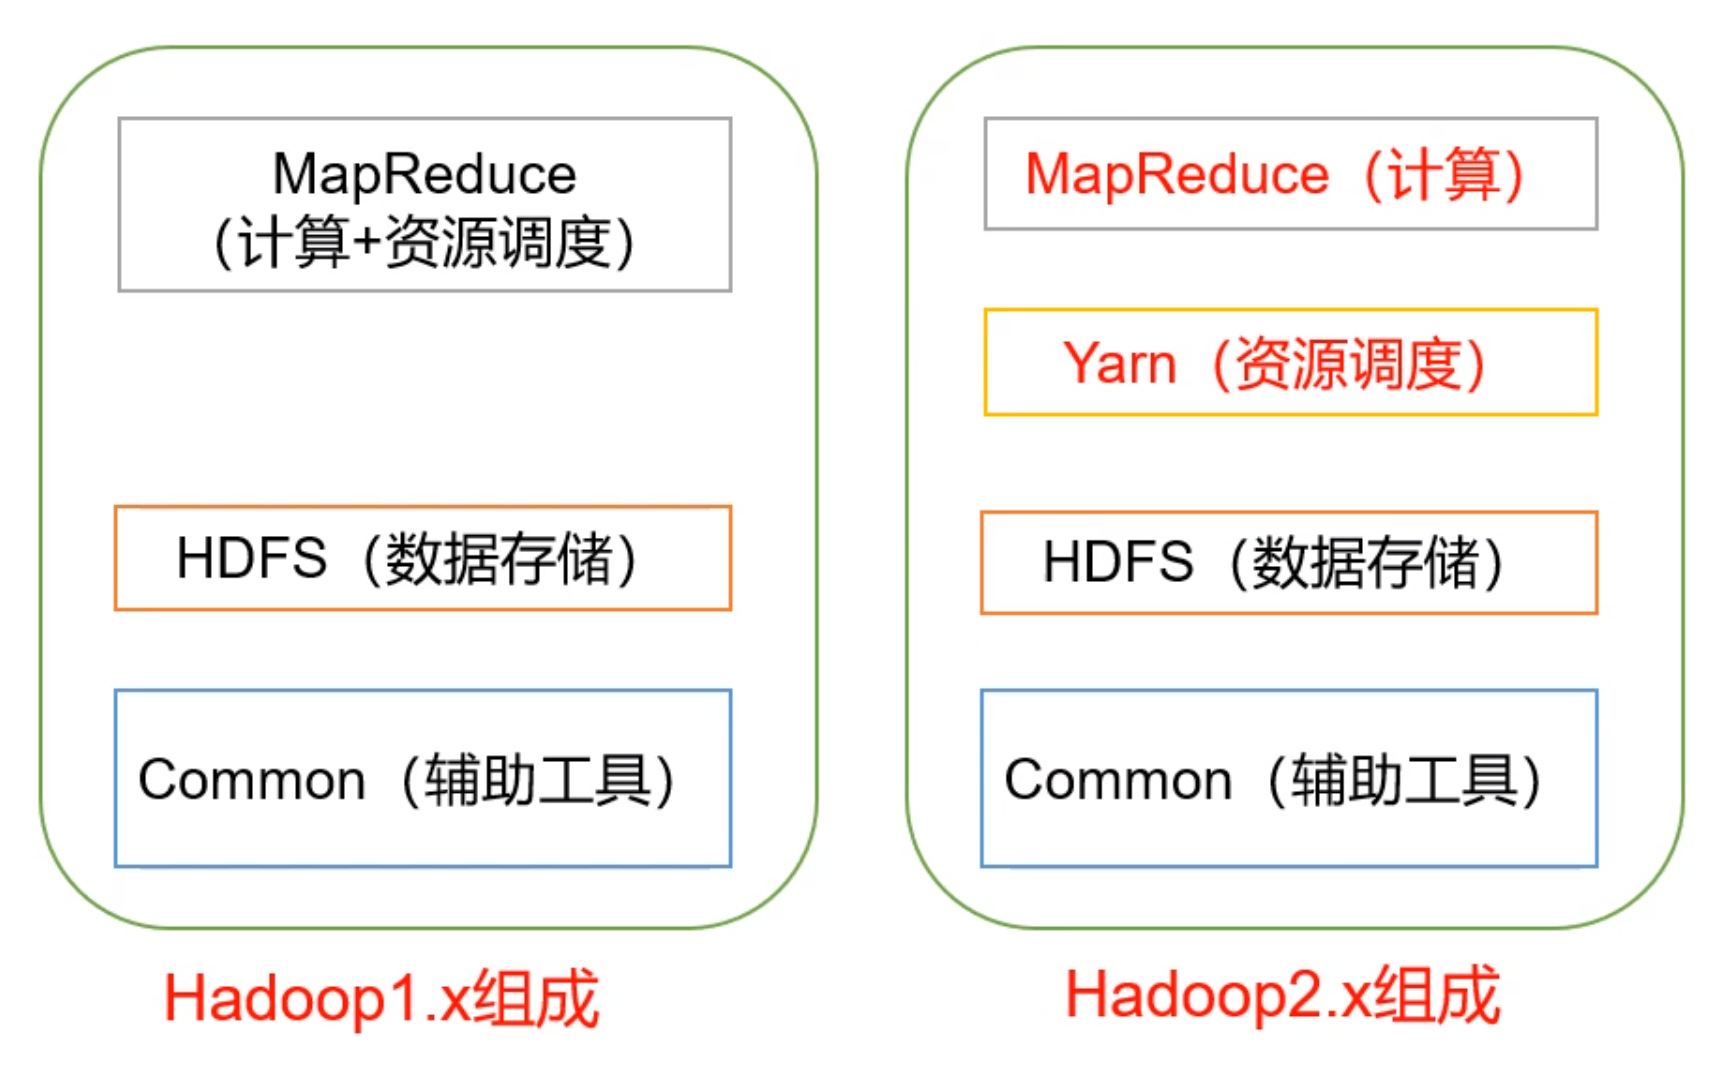 MapReduce
（计算+资源调度）
HDFS（数据存储）
Common（辅助工具）
Hadoop1.x组成
MapReduce（计算）
Yarn（资源调度）
HDFS（数据存储）
Common（辅助工具）
Hadoop2.x组成